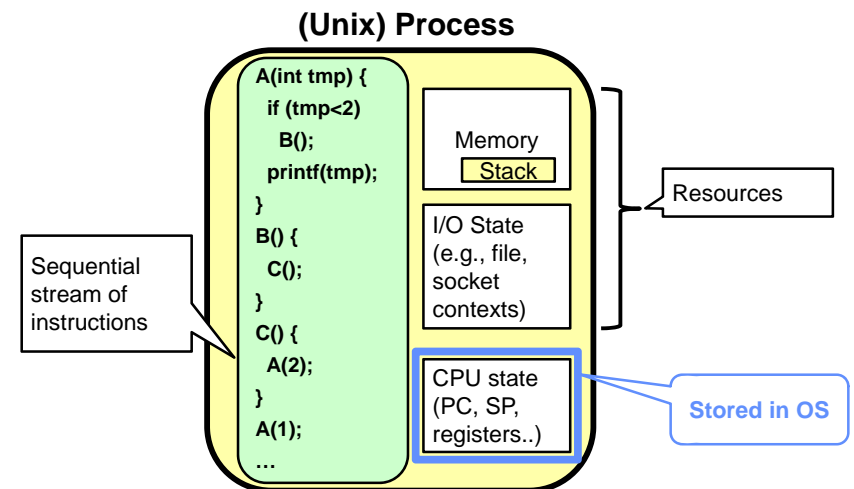 (Unix) Process
A(int tmp) {
if (tmp<2)
B();
printf(tmp);
}
B() {
C();
}
C() {
A(2);
}
A(1);
…
Sequential
stream of
instructions
Memory
Stack
I/O State
(e.g., file,
socket
contexts)
CPU state
(PC, SP,
registers..)
Resources
Stored in OS